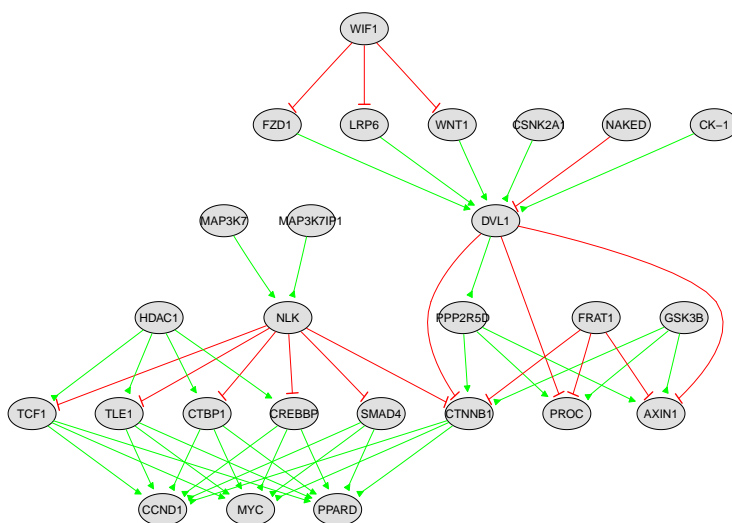 WIF1
FZD1 LRP6 WNT1 CSNK2A1 NAKED CK−1
MAP3K7 MAP3K7IP1 DVL1
HDAC1 NLK PPP2R5D FRAT1 GSK3B
TCF1 TLE1 CTBP1 CREBBP SMAD4 CTNNB1 PROC AXIN1
CCND1 MYC PPARD